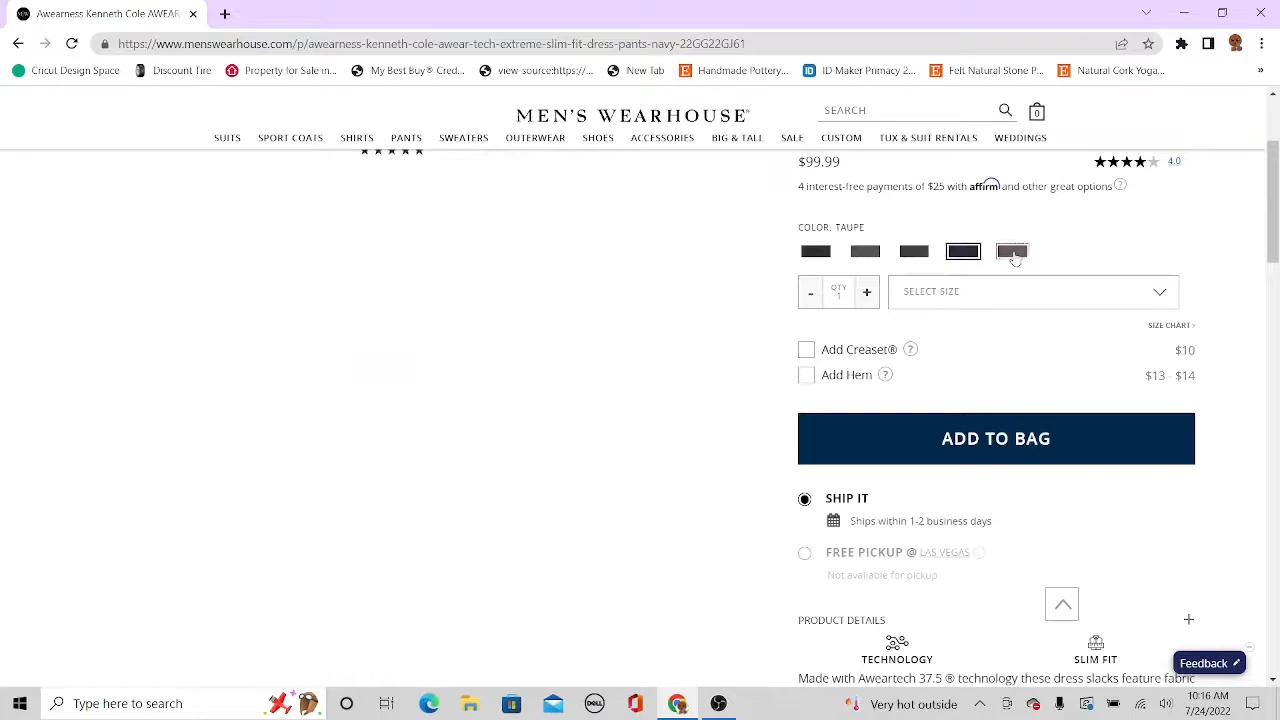 Awearness Kenneth Cole AWEAR
https://www.menswearhouse.com/p/awearness-kenneth-cole-awear-tech-extreme-slim-fit-dress-pants-navy-22GG22GJ61
Cricut Design Space Discount Tire Property for Sale in... My Best Buy® Cred... view-source:https://... New Tab Handmade Pottery... ID Maker Primacy 2... Felt Natural Stone P... Natural Cork Yoga... »
MEN'S WEARHOUSE® SEARCH 0
SUITS SPORT COATS SHIRTS PANTS SWEATERS OUTERWEAR SHOES ACCESSORIES BIG & TALL SALE CUSTOM TUX & SUIT RENTALS WEDDINGS
$99.99 4.0
4 interest-free payments of $25 with affirm and other great options ?
COLOR: TAUPE
- QTY 1 + SELECT SIZE
SIZE CHART ›
Add Creaset® ? $10
Add Hem ? $13 - $14
ADD TO BAG
SHIP IT
Ships within 1-2 business days
FREE PICKUP @ LAS VEGAS
Not available for pickup
PRODUCT DETAILS +
TECHNOLOGY SLIM FIT
Feedback
Made with Aweartech 37.5 ® technology these dress slacks feature fabric
Type here to search DELL Very hot outside 10:16 AM
7/24/2022